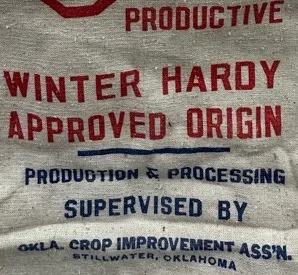 PRODUCTIVE
WINTER HARDY
APPROVED ORIGIN
PRODUCTION & PROCESSING
SUPERVISED BY
OKLA. CROP IMPROVEMENT ASS'N.
STILLWATER, OKLAHOMA